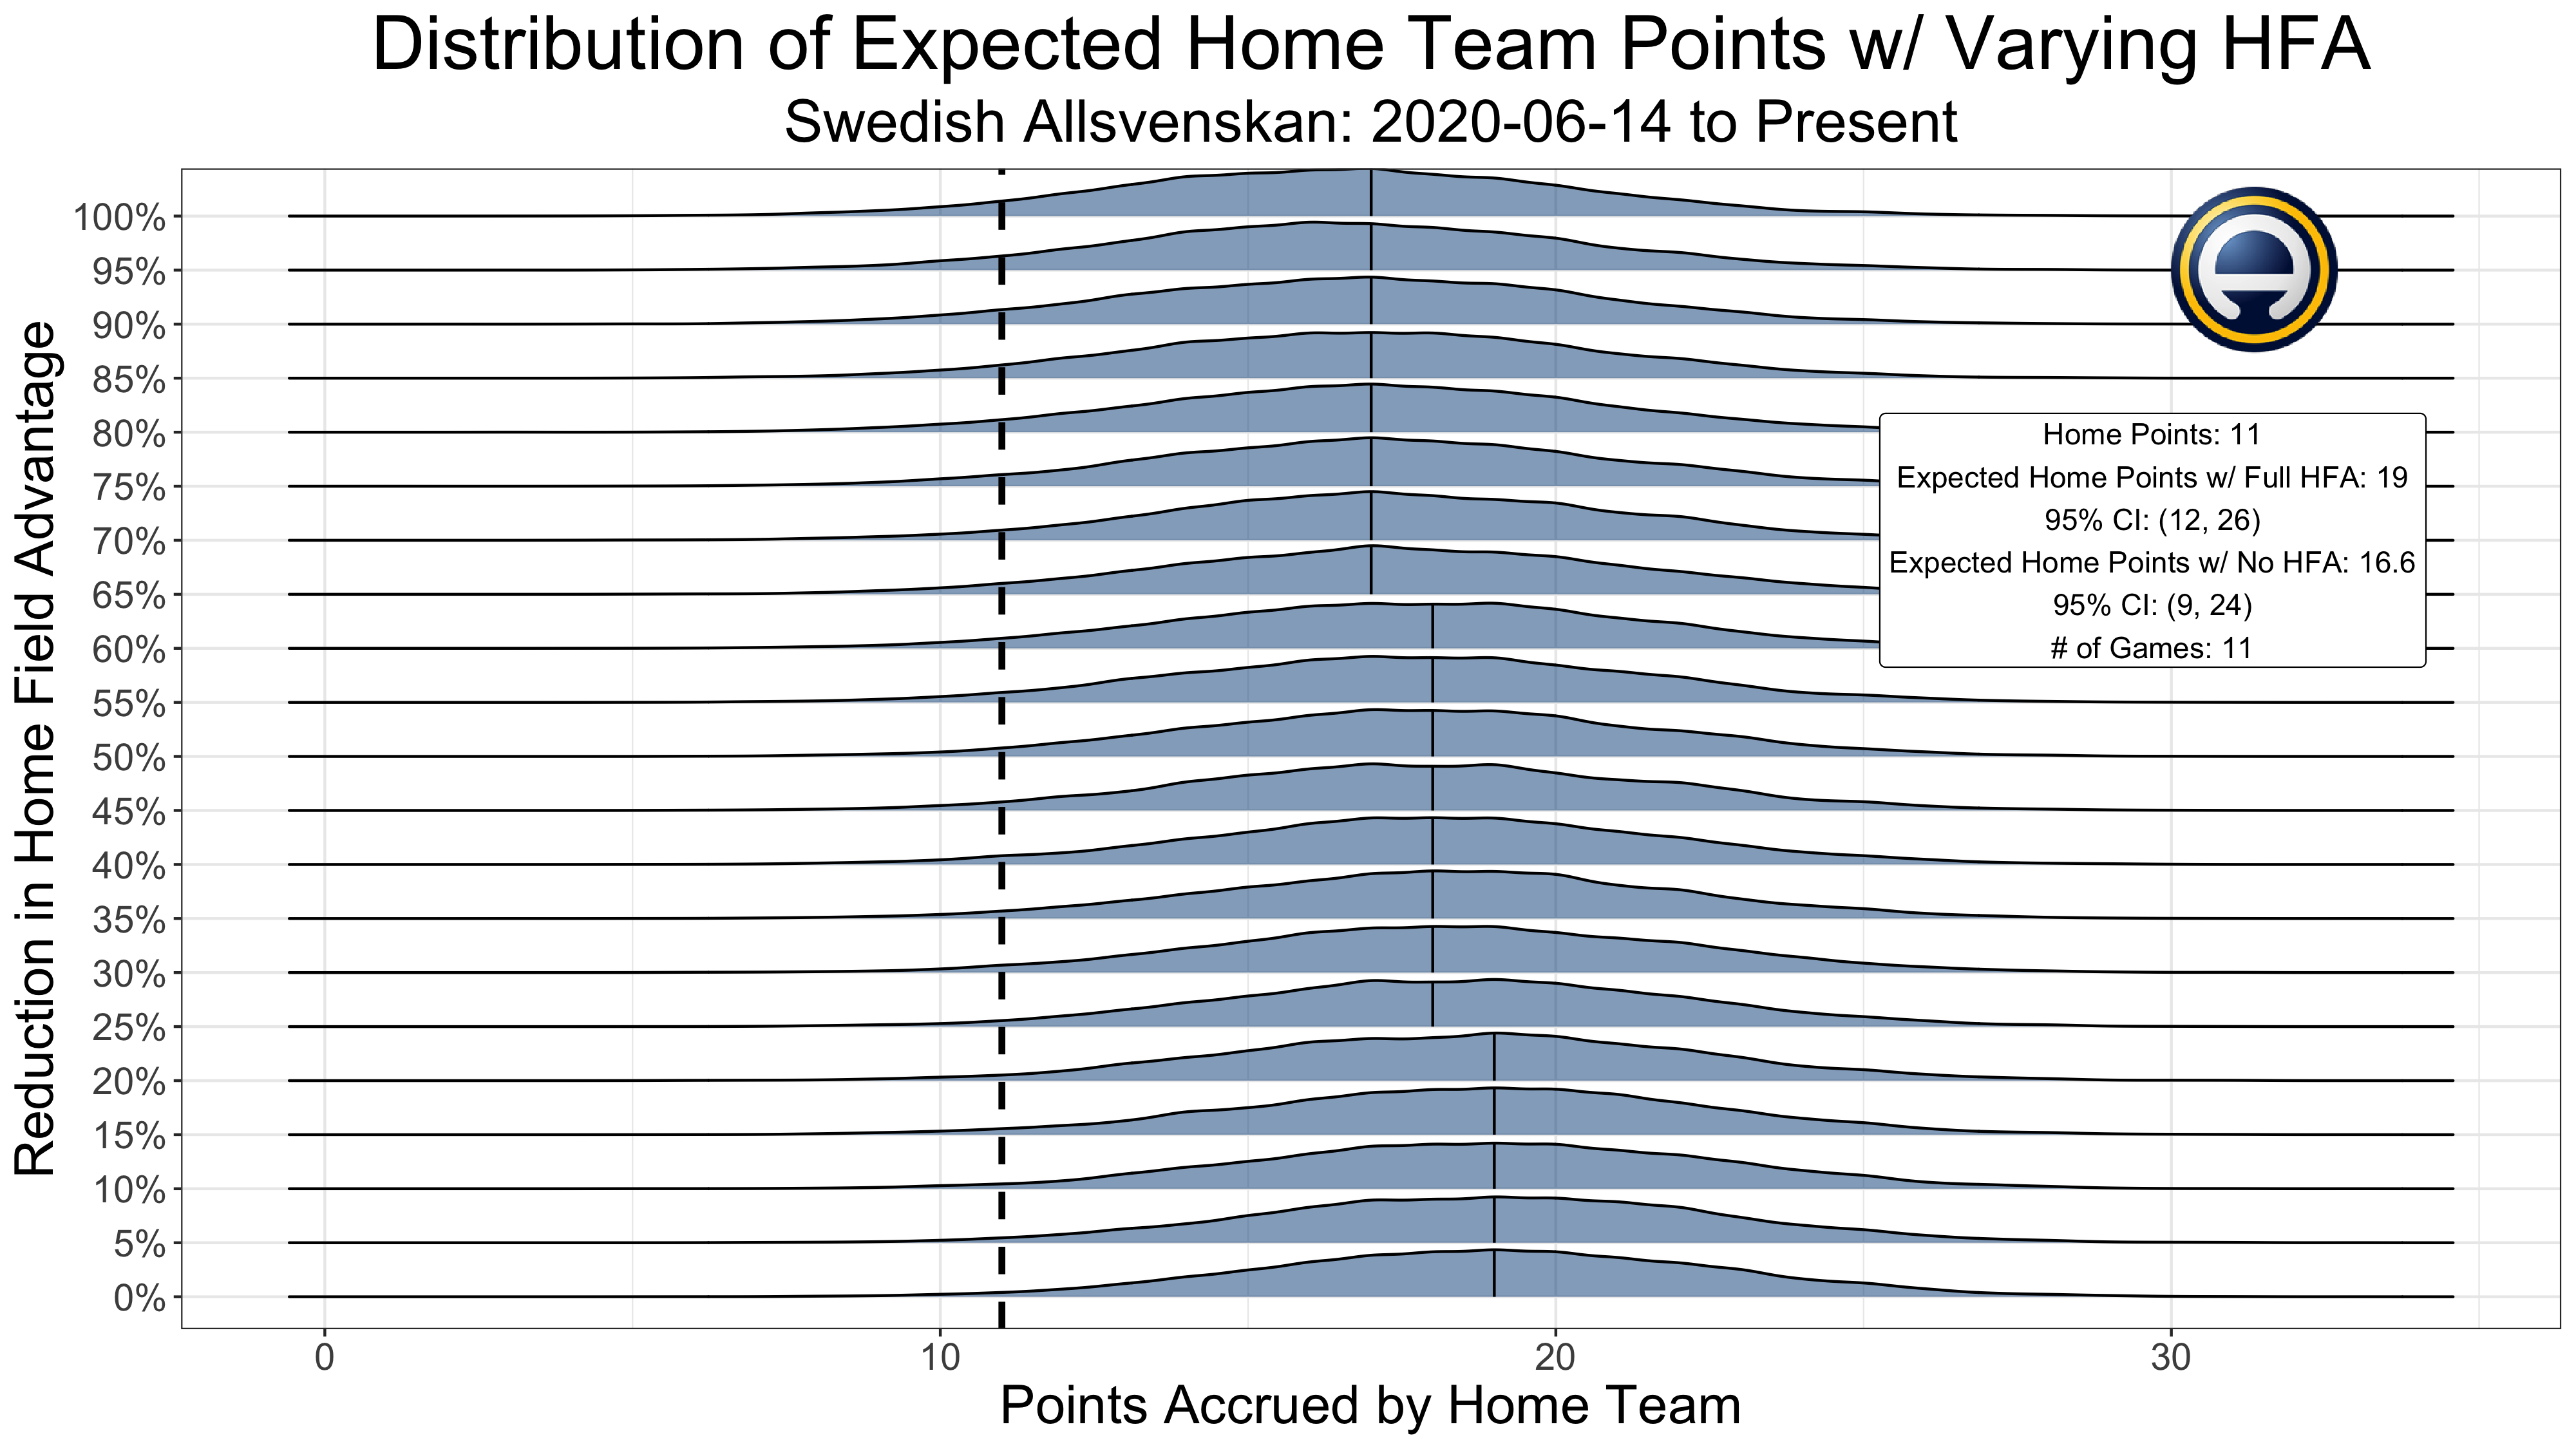 Distribution of Expected Home Team Points w/ Varying HFA
Swedish Allsvenskan: 2020-06-14 to Present
Reduction in Home Field Advantage
100%
95%
90%
85%
80%
75%
70%
65%
60%
55%
50%
45%
40%
35%
30%
25%
20%
15%
10%
5%
0%
Home Points: 11
Expected Home Points w/ Full HFA: 19
95% CI: (12, 26)
Expected Home Points w/ No HFA: 16.6
95% CI: (9, 24)
# of Games: 11
0
10
20
30
Points Accrued by Home Team